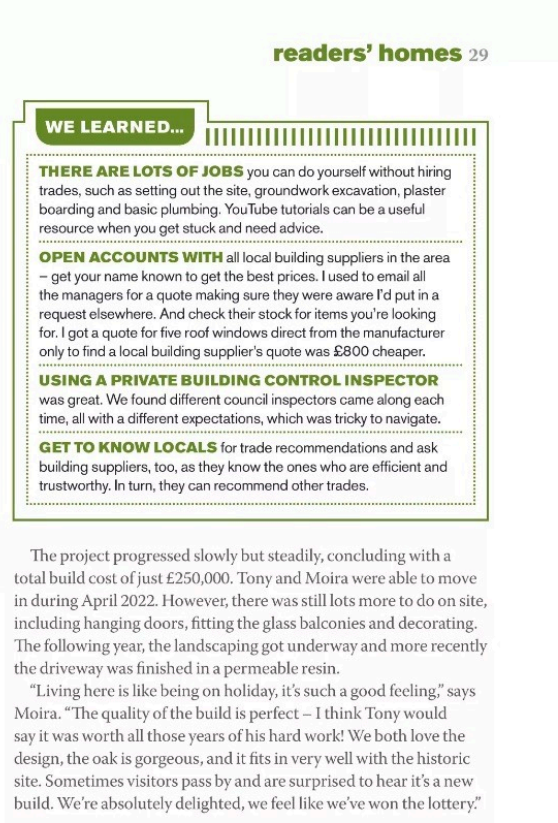 readers' homes 29
WE LEARNED...
THERE ARE LOTS OF JOBS you can do yourself without hiring
trades, such as setting out the site, groundwork excavation, plaster
boarding and basic plumbing. YouTube tutorials can be a useful
resource when you get stuck and need advice.
OPEN ACCOUNTS WITH all local building suppliers in the area
– get your name known to get the best prices. I used to email all
the managers for a quote making sure they were aware I'd put in a
request elsewhere. And check their stock for items you're looking
for. I got a quote for five roof windows direct from the manufacturer
only to find a local building supplier's quote was £800 cheaper.
USING A PRIVATE BUILDING CONTROL INSPECTOR
was great. We found different council inspectors came along each
time, all with a different expectations, which was tricky to navigate.
GET TO KNOW LOCALS for trade recommendations and ask
building suppliers, too, as they know the ones who are efficient and
trustworthy. In turn, they can recommend other trades.
The project progressed slowly but steadily, concluding with a
total build cost of just £250,000. Tony and Moira were able to move
in during April 2022. However, there was still lots more to do on site,
including hanging doors, fitting the glass balconies and decorating.
The following year, the landscaping got underway and more recently
the driveway was finished in a permeable resin.
"Living here is like being on holiday, it's such a good feeling," says
Moira. "The quality of the build is perfect – I think Tony would
say it was worth all those years of his hard work! We both love the
design, the oak is gorgeous, and it fits in very well with the historic
site. Sometimes visitors pass by and are surprised to hear it's a new
build. We're absolutely delighted, we feel like we've won the lottery."